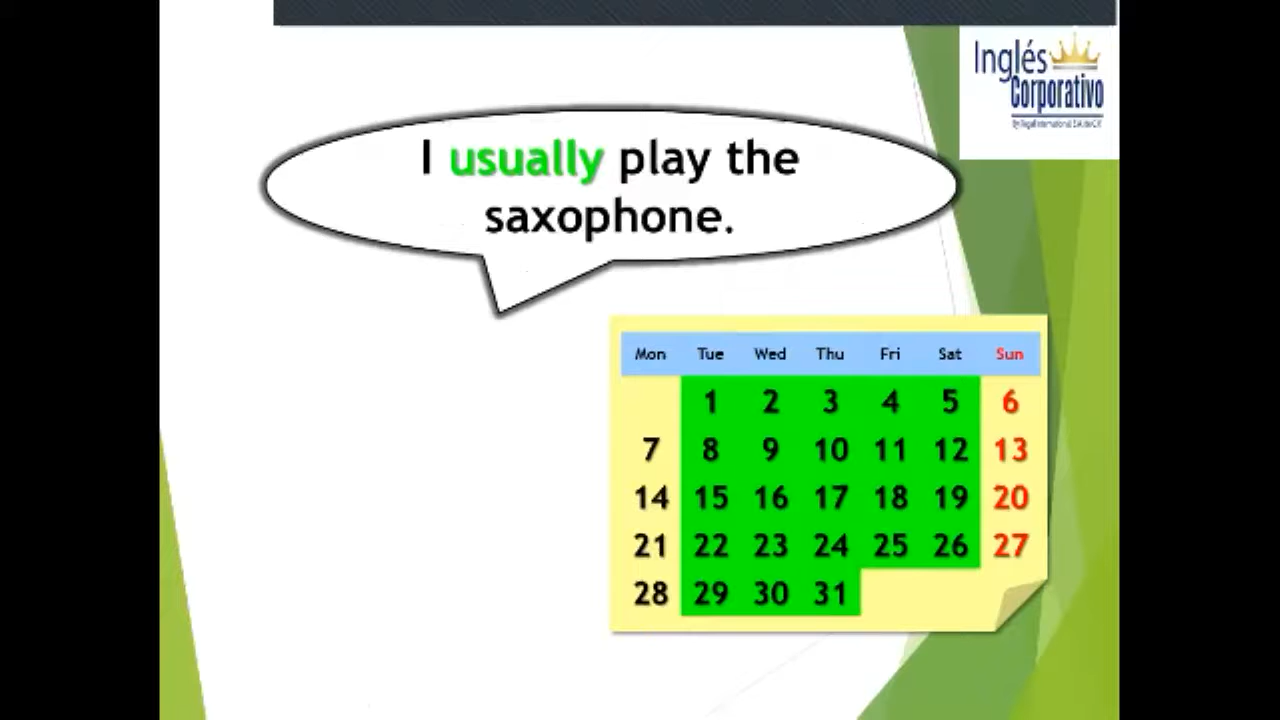 Inglés
Corporativo
I usually play the
saxophone.
Mon Tue Wed Thu Fri Sat Sun
1 2 3 4 5 6
7 8 9 10 11 12 13
14 15 16 17 18 19 20
21 22 23 24 25 26 27
28 29 30 31